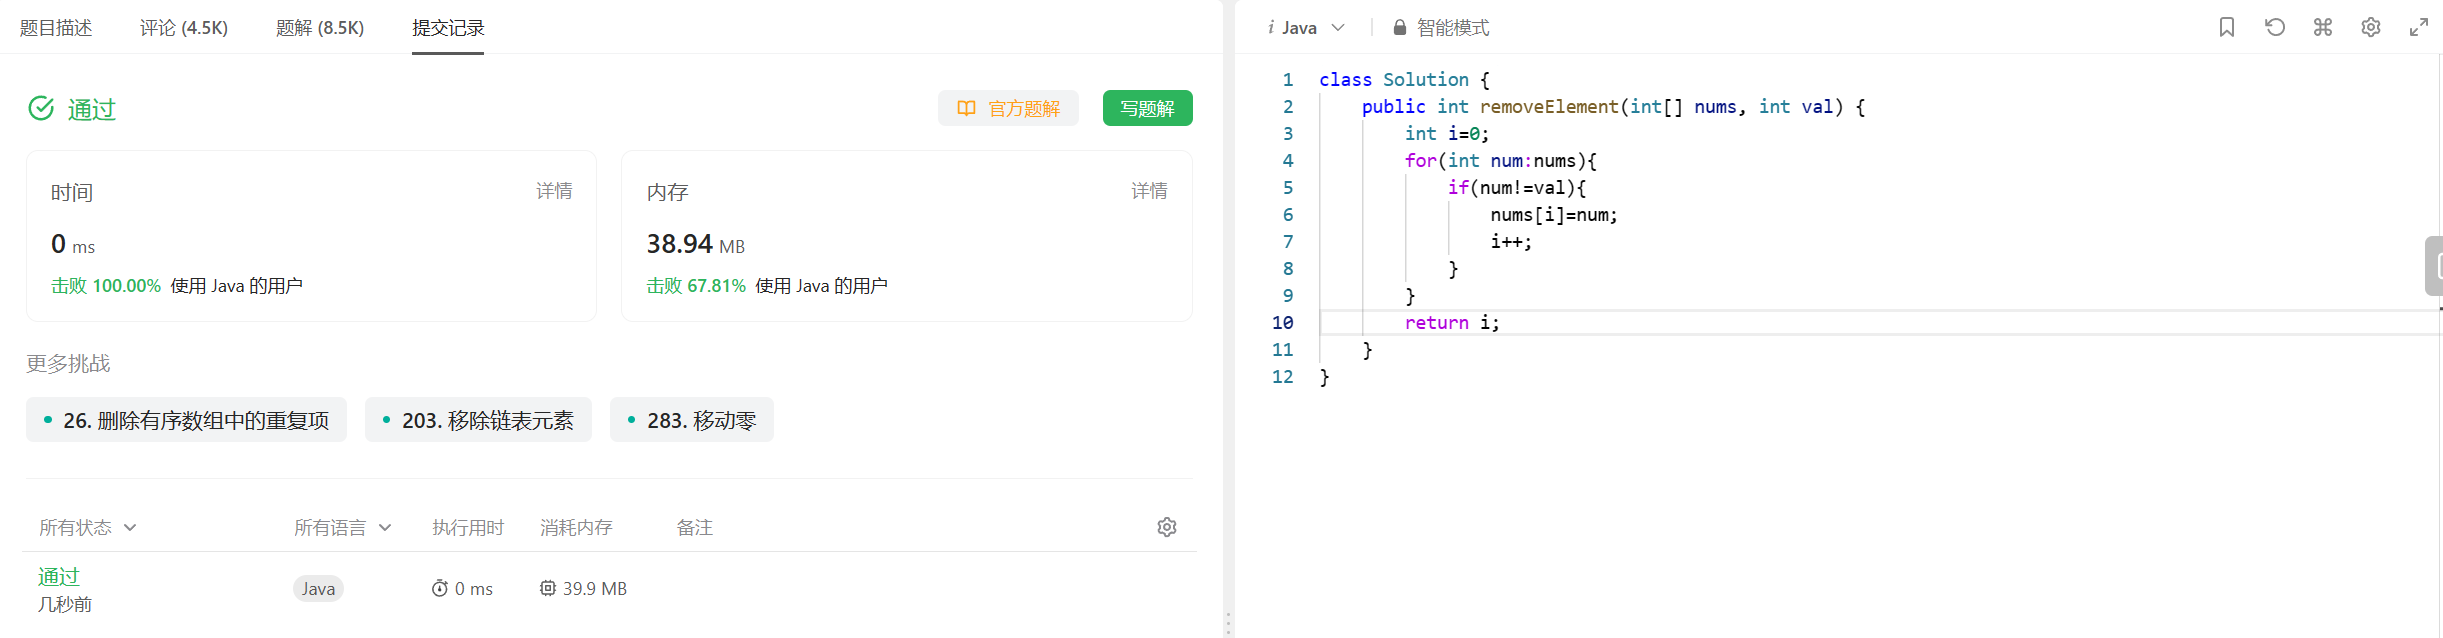 题目描述 评论 (4.5K) 题解 (8.5K) 提交记录
通过 官方题解 写题解
时间 详情
0 ms
击败 100.00% 使用 Java 的用户
内存 详情
38.94 MB
击败 67.81% 使用 Java 的用户
更多挑战
26. 删除有序数组中的重复项 203. 移除链表元素 283. 移动零
所有状态 所有语言 执行用时 消耗内存 备注
通过
几秒前
Java 0 ms 39.9 MB
i Java 智能模式
1 class Solution {
2     public int removeElement(int[] nums, int val) {
3         int i=0;
4         for(int num:nums){
5             if(num!=val){
6                 nums[i]=num;
7                 i++;
8             }
9         }
10         return i;
11     }
12 }